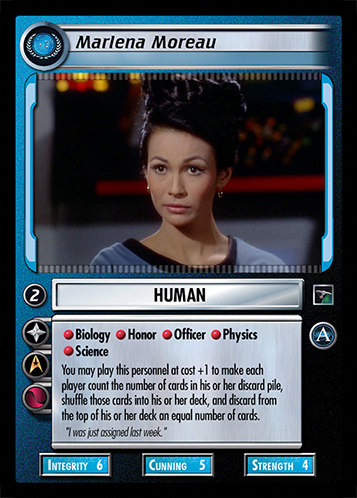 Marlena Moreau
2
HUMAN
Biology Honor Officer Physics
Science
A
You may play this personnel at cost +1 to make each
player count the number of cards in his or her discard pile,
shuffle those cards into his or her deck, and discard from
the top of his or her deck an equal number of cards.
"I was just assigned last week."
INTEGRITY 6 CUNNING 5 STRENGTH 4